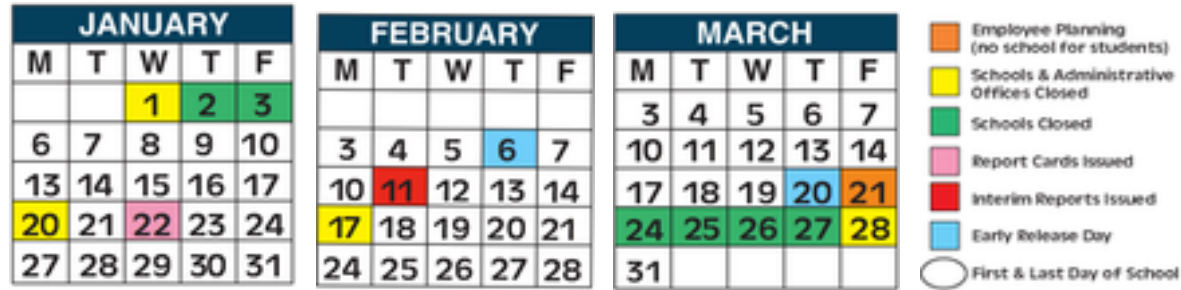 JANUARY
M T W T F
1 2 3
6 7 8 9 10
13 14 15 16 17
20 21 22 23 24
27 28 29 30 31
FEBRUARY
M T W T F
3 4 5 6 7
10 11 12 13 14
17 18 19 20 21
24 25 26 27 28
MARCH
M T W T F
3 4 5 6 7
10 11 12 13 14
17 18 19 20 21
24 25 26 27 28
31
Employee Planning
(no school for students)
Schools & Administrative
Offices Closed
Schools Closed
Report Cards Issued
Interim Reports Issued
Early Release Day
First & Last Day of School